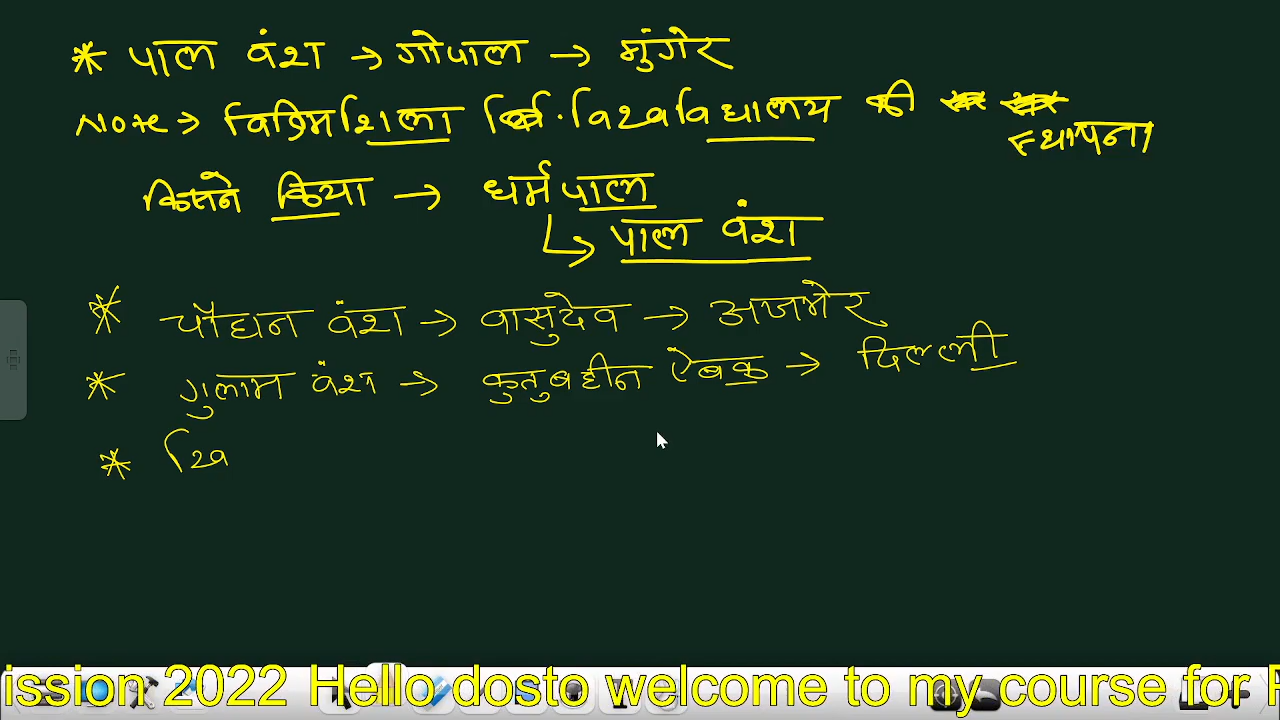 * पाल वंश → गोपाल → मुंगेर
Note → विक्रमशिला विश्वविद्यालय की स्थापना
किसने किया → धर्मपाल
↳ पाल वंश
* चौहान वंश → वासुदेव → अजमेर
* गुलाम वंश → कुतुबद्दीन ऐबक → दिल्ली
* खि
ission 2022 Hello dosto welcome to my course for